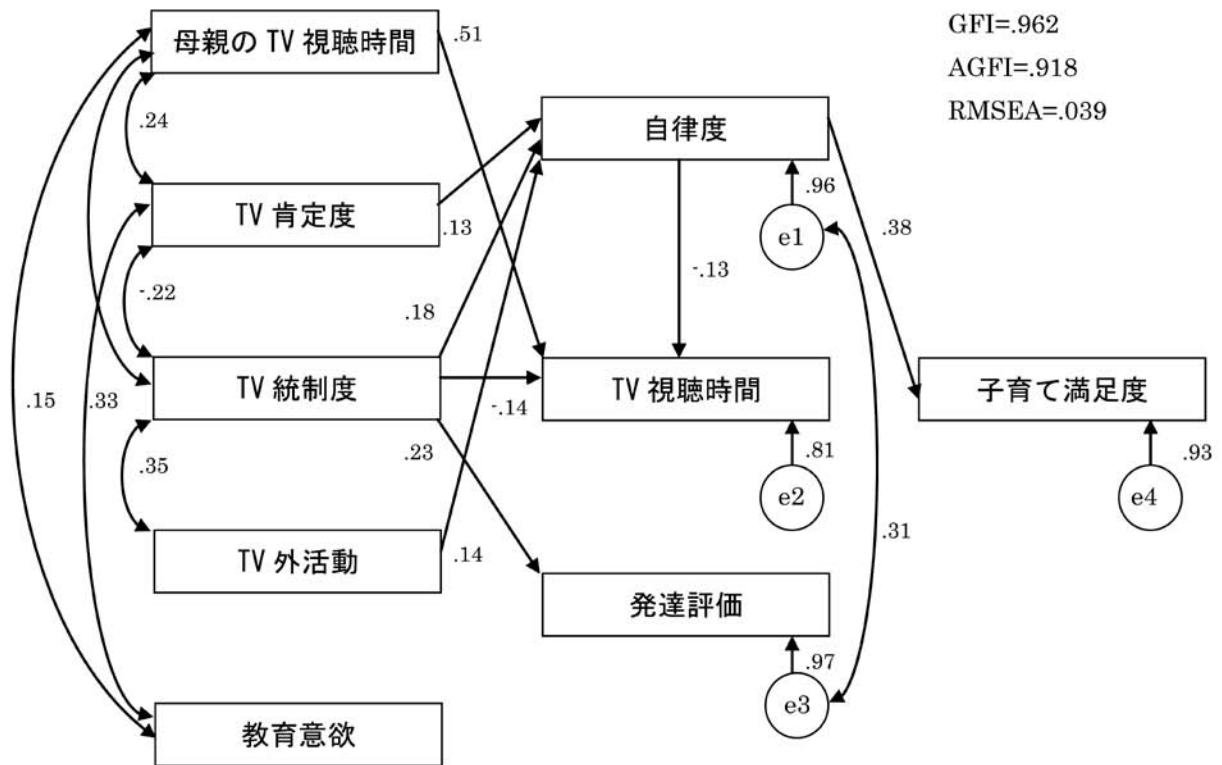 母親の TV 視聴時間
.51
GFI=.962
AGFI=.918
RMSEA=.039
.24
自律度
.96
e1
TV 肯定度
.13
.38
-.22
-.13
.18
TV 統制度
TV 視聴時間
子育て満足度
.15
.33
-.14
.23
.81
.93
.35
e2
e4
.31
TV 外活動
.14
発達評価
.97
e3
教育意欲